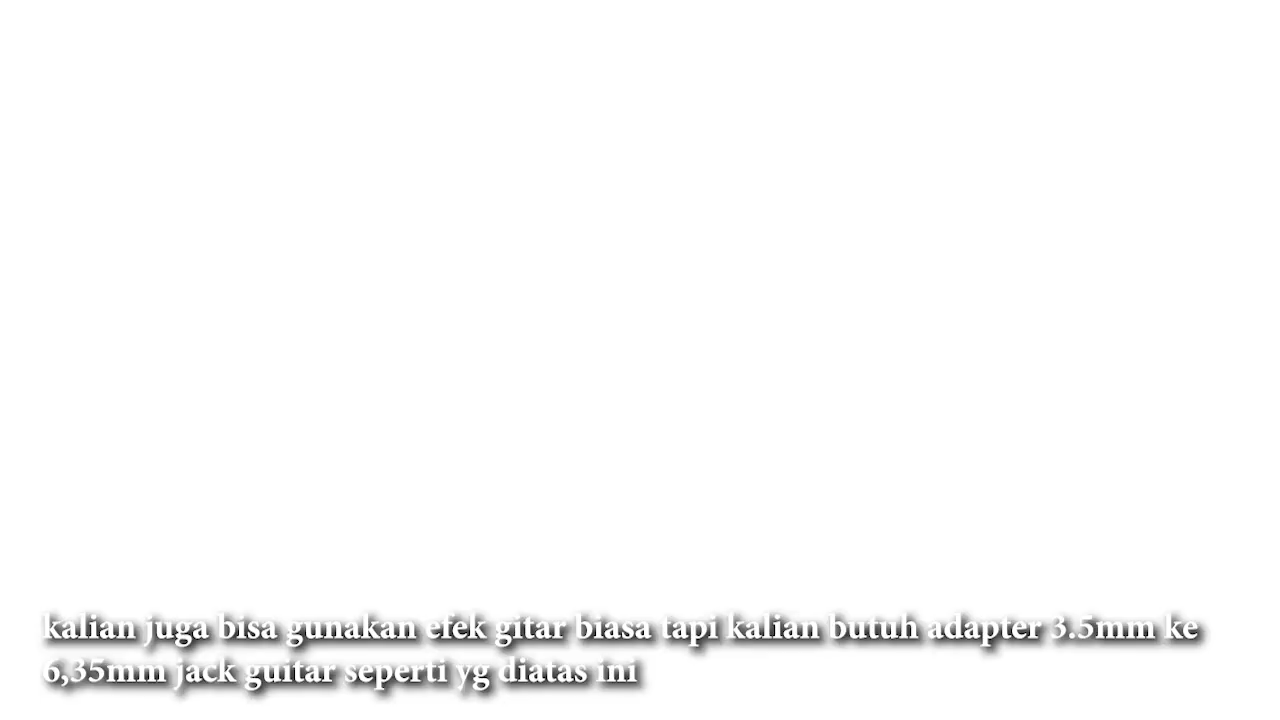 kalian juga bisa gunakan efek gitar biasa tapi kalian butuh adapter 3.5mm ke
6,35mm jack guitar seperti yg diatas ini